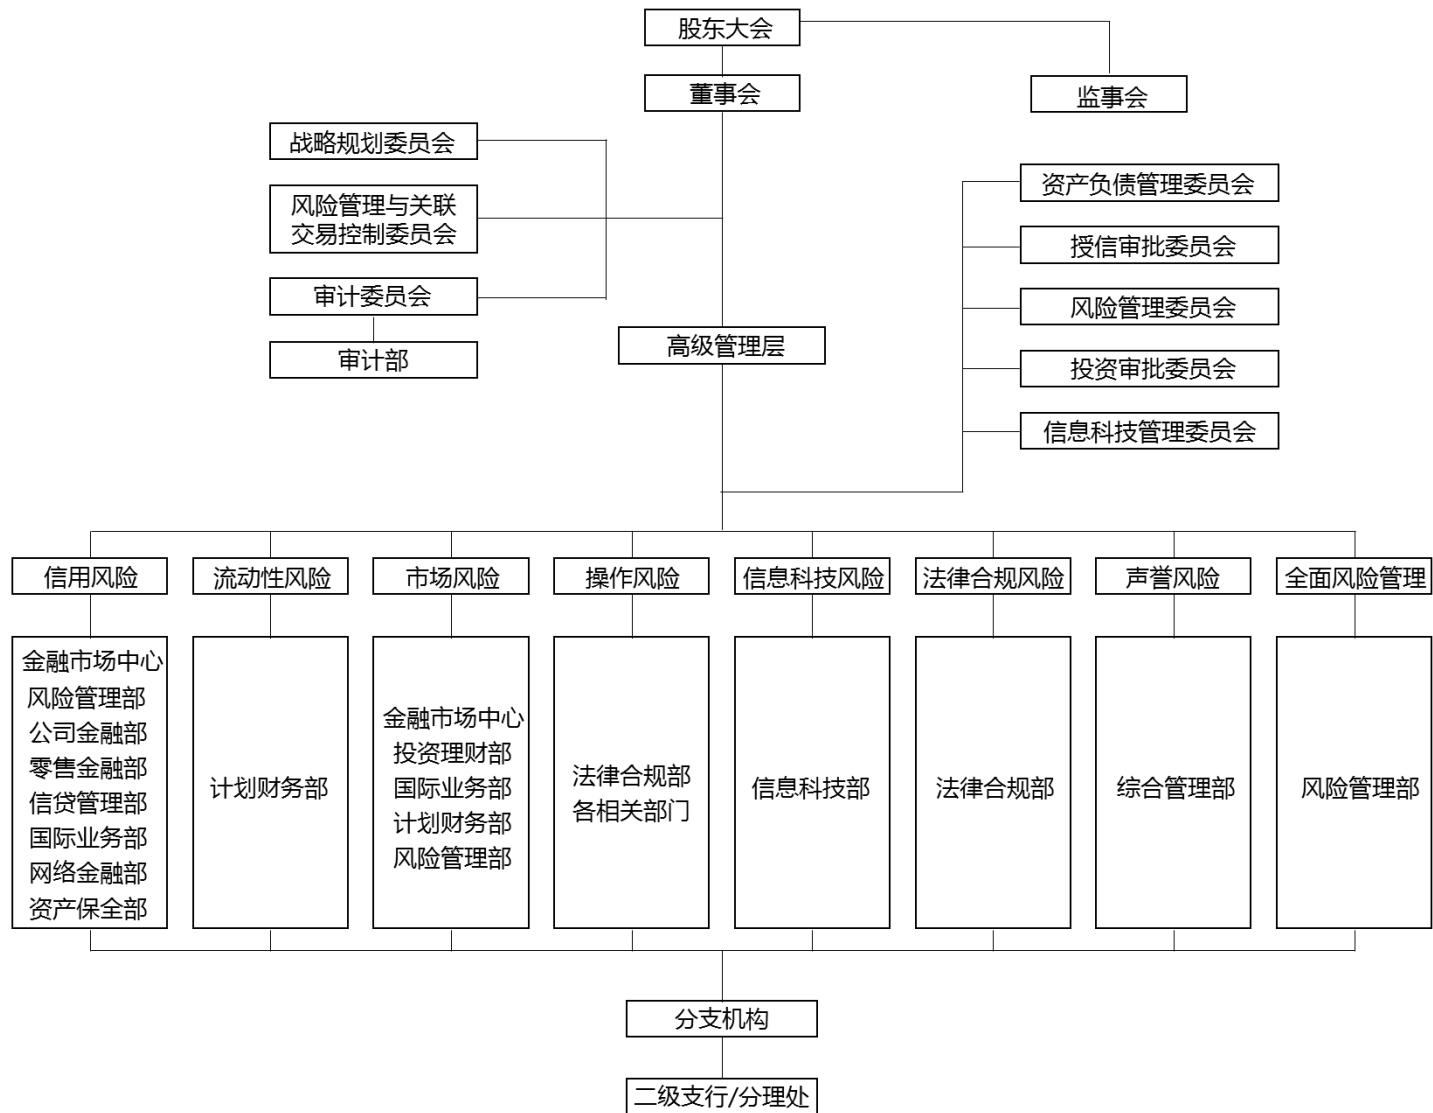 股东大会
董事会
监事会
战略规划委员会
风险管理与关联
交易控制委员会
审计委员会
审计部
高级管理层
资产负债管理委员会
授信审批委员会
风险管理委员会
投资审批委员会
信息科技管理委员会
信用风险
流动性风险
市场风险
操作风险
信息科技风险
法律合规风险
声誉风险
全面风险管理
金融市场中心
风险管理部
公司金融部
零售金融部
信贷管理部
国际业务部
网络金融部
资产保全部
计划财务部
金融市场中心
投资理财部
国际业务部
计划财务部
风险管理部
法律合规部
各相关部门
信息科技部
法律合规部
综合管理部
风险管理部
分支机构
二级支行/分理处